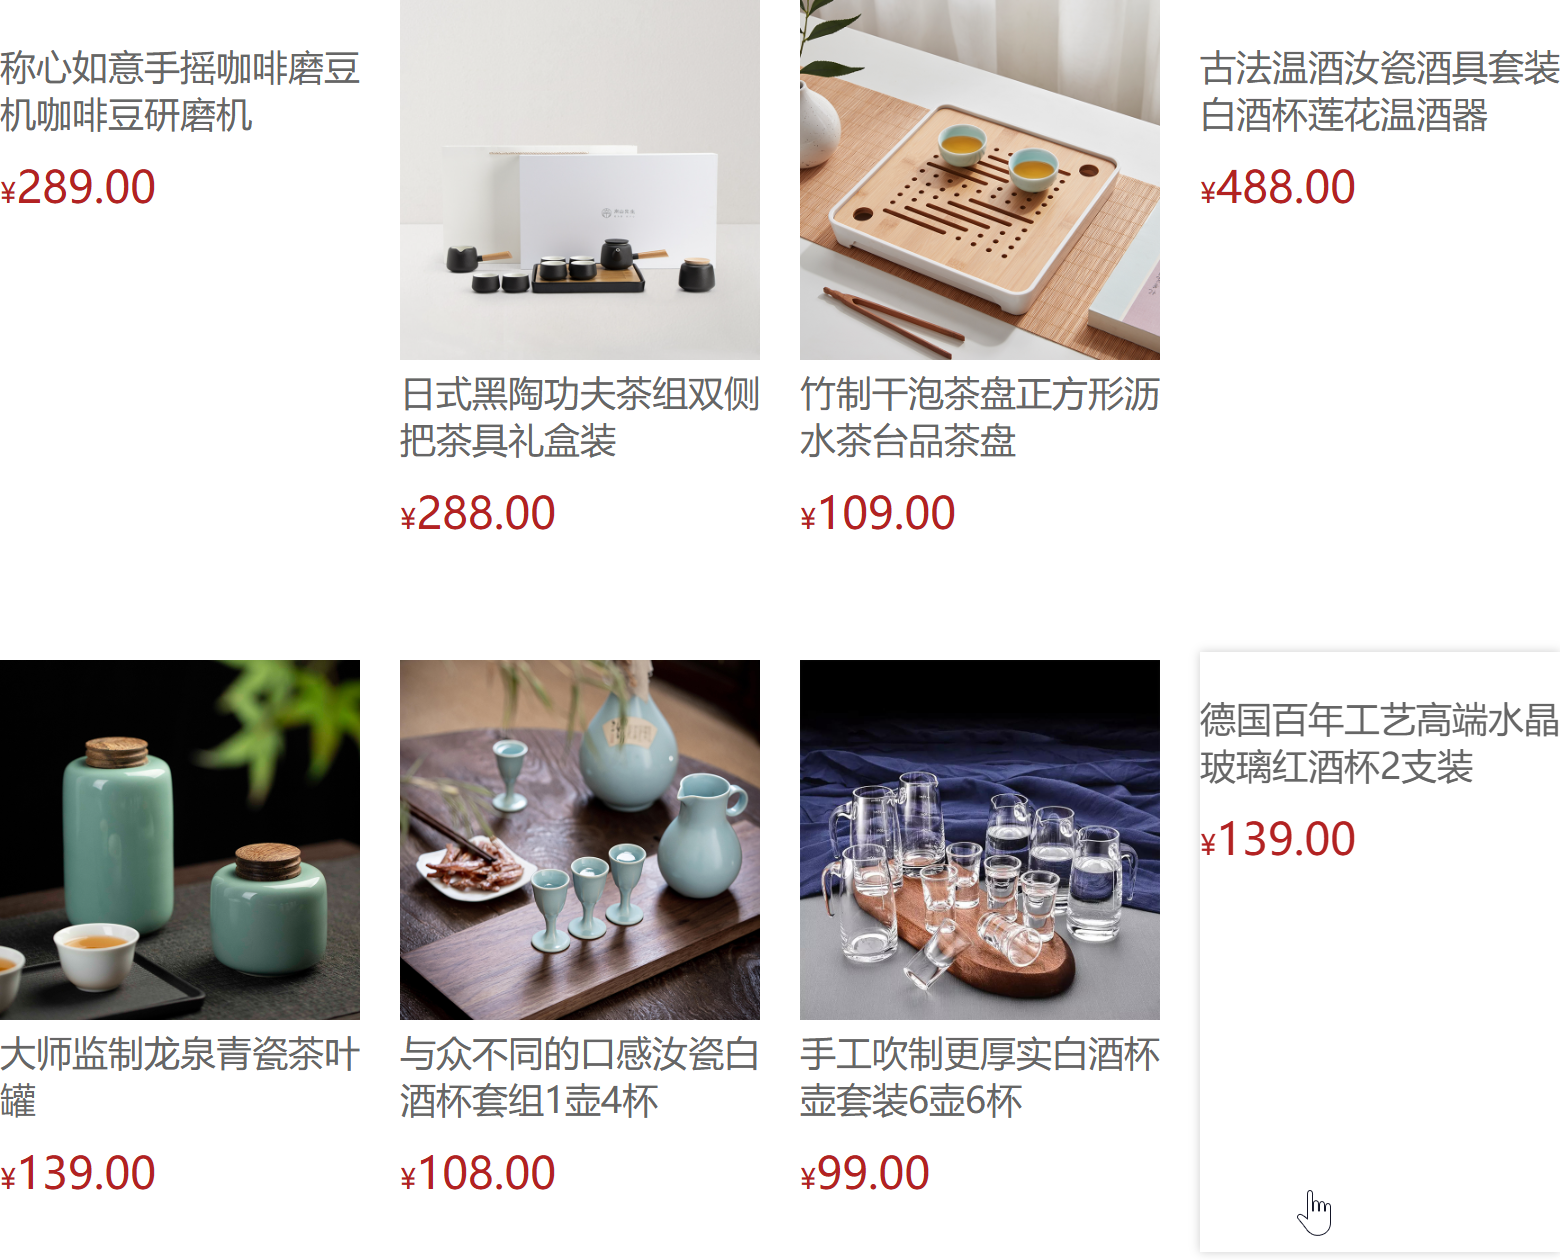 称心如意手摇咖啡磨豆
机咖啡豆研磨机
¥289.00
日式黑陶功夫茶组双侧
把茶具礼盒装
¥288.00
竹制干泡茶盘正方形沥
水茶台品茶盘
¥109.00
古法温酒汝瓷酒具套装
白酒杯莲花温酒器
¥488.00
大师监制龙泉青瓷茶叶
罐
¥139.00
与众不同的口感汝瓷白
酒杯套组1壶4杯
¥108.00
手工吹制更厚实白酒杯
壶套装6壶6杯
¥99.00
德国百年工艺高端水晶
玻璃红酒杯2支装
¥139.00